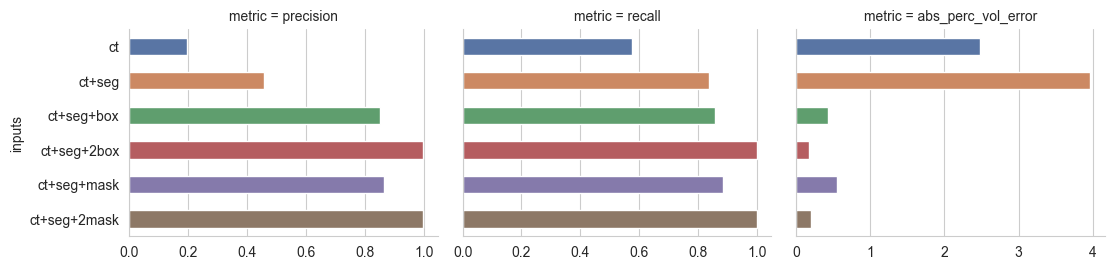 metric = precision
metric = recall
metric = abs_perc_vol_error
inputs
ct
ct+seg
ct+seg+box
ct+seg+2box
ct+seg+mask
ct+seg+2mask
0.0 0.2 0.4 0.6 0.8 1.0
0.0 0.2 0.4 0.6 0.8 1.0
0 1 2 3 4